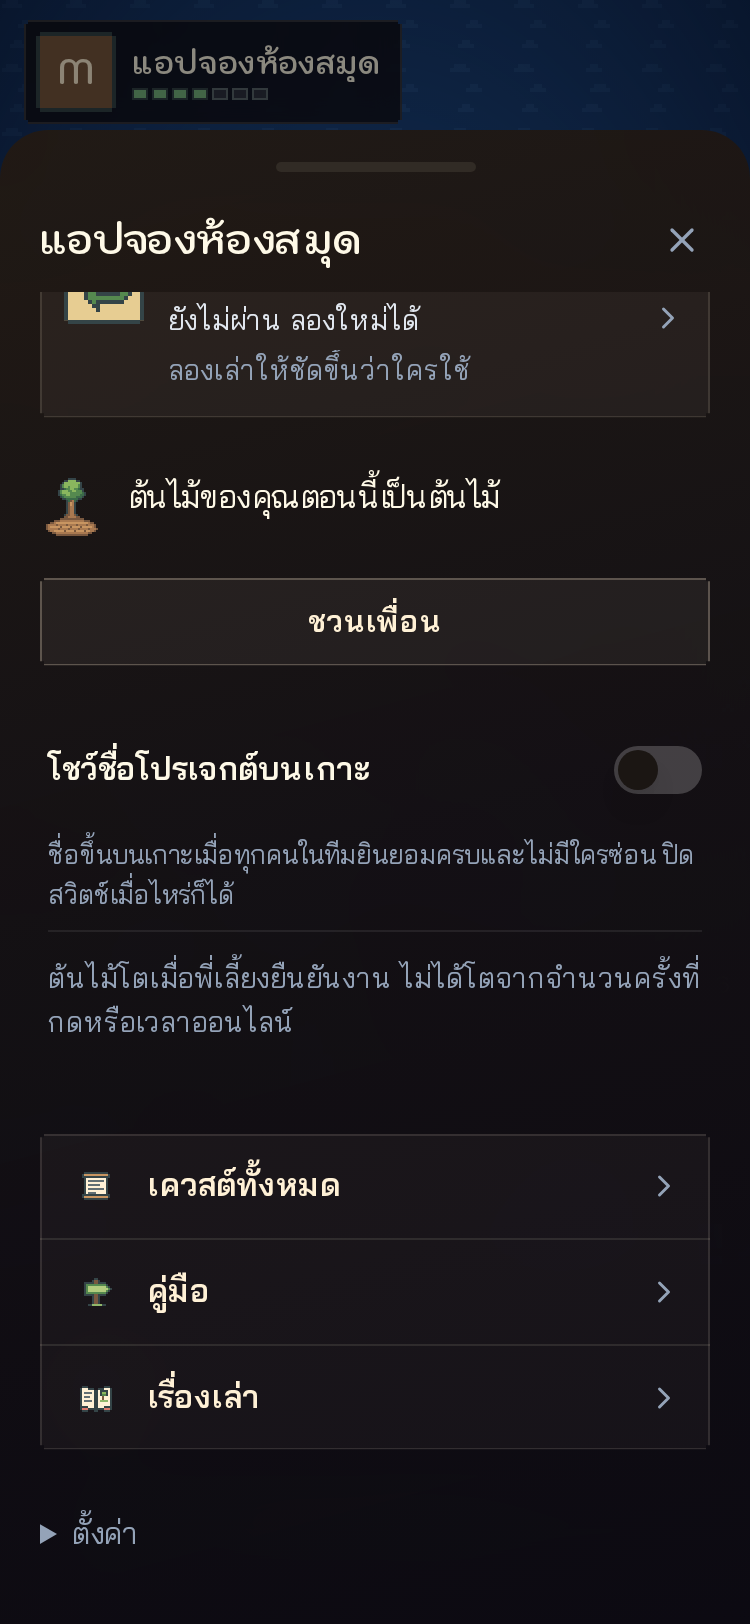 ต
แอปจองห้องสมุด
แอปจองห้องสมุด
ยังไม่ผ่าน ลองใหม่ได้
ลองเล่าให้ชัดขึ้นว่าใครใช้
ต้นไม้ของคุณตอนนี้เป็นต้นไม้
ชวนเพื่อน
โชว์ชื่อโปรเจกต์บนเกาะ
ชื่อขึ้นบนเกาะเมื่อทุกคนในทีมยินยอมครบและไม่มีใครซ่อน ปิด
สวิตช์เมื่อไหร่ก็ได้
ต้นไม้โตเมื่อพี่เลี้ยงยืนยันงาน ไม่ได้โตจากจำนวนครั้งที่
กดหรือเวลาออนไลน์
เควสต์ทั้งหมด
คู่มือ
เรื่องเล่า
ตั้งค่า